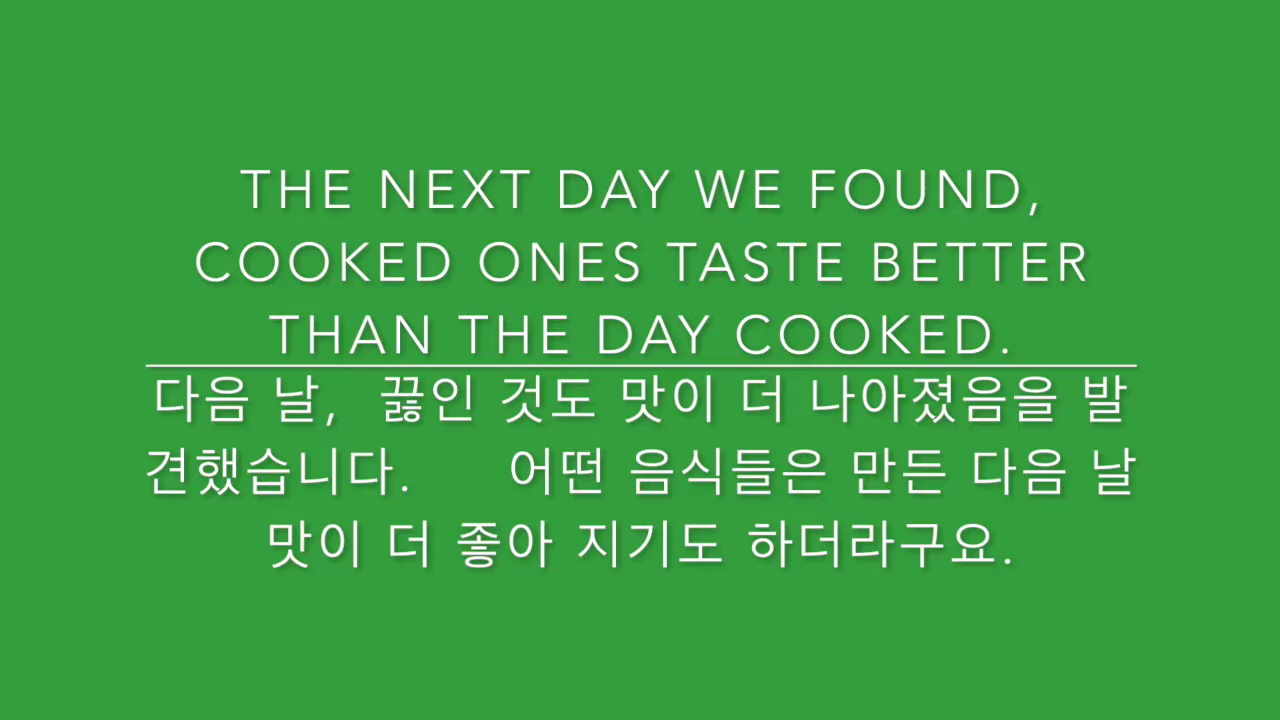 THE NEXT DAY WE FOUND,
COOKED ONES TASTE BETTER
THAN THE DAY COOKED.
다음 날, 끓인 것도 맛이 더 나아졌음을 발
견했습니다. 어떤 음식들은 만든 다음 날
맛이 더 좋아 지기도 하더라구요.